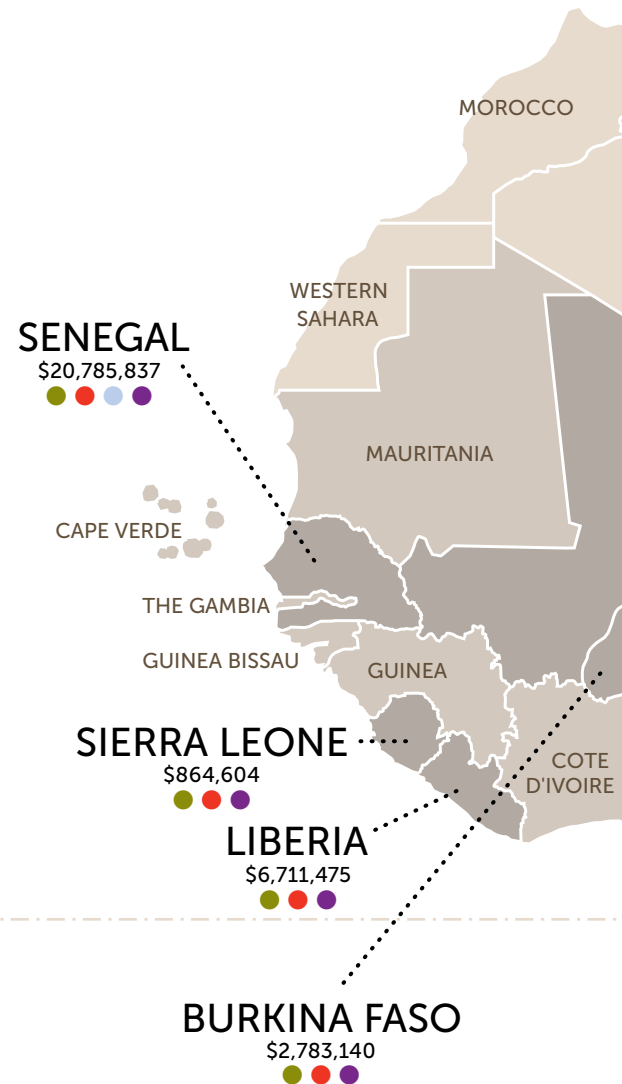 MOROCCO
WESTERN
SAHARA
SENEGAL
$20,785,837
MAURITANIA
CAPE VERDE
THE GAMBIA
GUINEA BISSAU
GUINEA
SIERRA LEONE
$864,604
COTE
D'IVOIRE
LIBERIA
$6,711,475
BURKINA FASO
$2,783,140